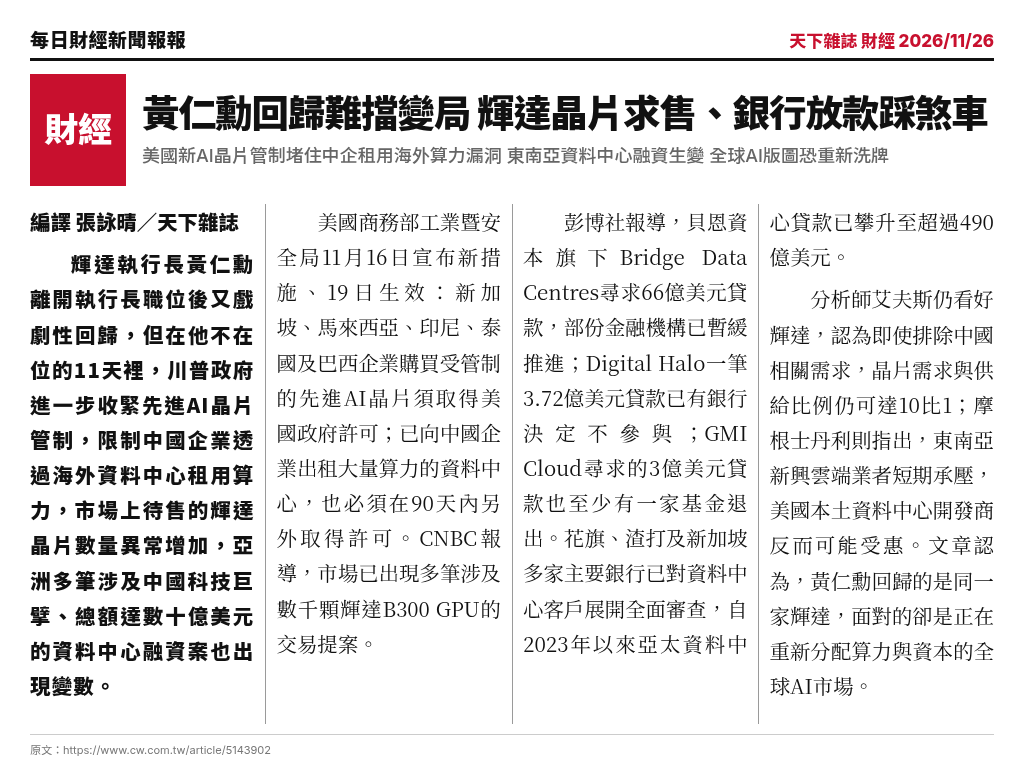 每日財經新聞報報
天下雜誌 財經 2026/11/26
財經
黃仁勳回歸難擋變局 輝達晶片求售、銀行放款踩煞車
美國新AI晶片管制堵住中企租用海外算力漏洞 東南亞資料中心融資生變 全球AI版圖恐重新洗牌
編譯 張詠晴／天下雜誌
輝達執行長黃仁勳
離開執行長職位後又戲
劇性回歸，但在他不在
位的11天裡，川普政府
進一步收緊先進AI晶片
管制，限制中國企業透
過海外資料中心租用算
力，市場上待售的輝達
晶片數量異常增加，亞
洲多筆涉及中國科技巨
擘、總額達數十億美元
的資料中心融資案也出
現變數。
美國商務部工業暨安
全局11月16日宣布新措
施、19日生效：新加
坡、馬來西亞、印尼、泰
國及巴西企業購買受管制
的先進AI晶片須取得美
國政府許可；已向中國企
業出租大量算力的資料中
心，也必須在90天內另
外取得許可。CNBC報
導，市場已出現多筆涉及
數千顆輝達B300 GPU的
交易提案。
彭博社報導，貝恩資
本旗下Bridge Data
Centres尋求66億美元貸
款，部份金融機構已暫緩
推進；Digital Halo一筆
3.72億美元貸款已有銀行
決定不參與；GMI
Cloud尋求的3億美元貸
款也至少有一家基金退
出。花旗、渣打及新加坡
多家主要銀行已對資料中
心客戶展開全面審查，自
2023年以來亞太資料中
心貸款已攀升至超過490
億美元。
分析師艾夫斯仍看好
輝達，認為即使排除中國
相關需求，晶片需求與供
給比例仍可達10比1；摩
根士丹利則指出，東南亞
新興雲端業者短期承壓，
美國本土資料中心開發商
反而可能受惠。文章認
為，黃仁勳回歸的是同一
家輝達，面對的卻是正在
重新分配算力與資本的全
球AI市場。
原文：https://www.cw.com.tw/article/5143902